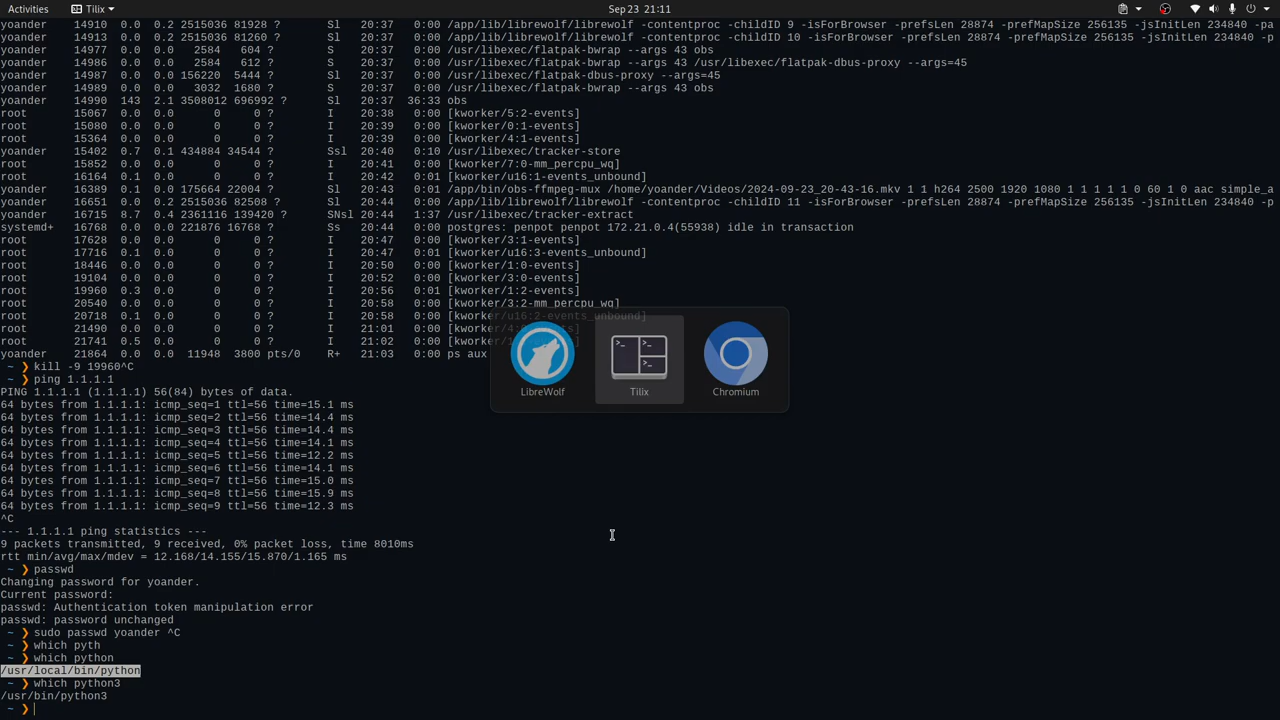 Activities Tilix Sep 23 21:11
yoander 14910 0.0 0.2 2515036 81928 ? Sl 20:37 0:00 /app/lib/librewolf/librewolf -contentproc -childID 9 -isForBrowser -prefsLen 28874 -prefMapSize 256135 -jsInitLen 234840 -pa
yoander 14913 0.0 0.2 2515036 81260 ? Sl 20:37 0:00 /app/lib/librewolf/librewolf -contentproc -childID 10 -isForBrowser -prefsLen 28874 -prefMapSize 256135 -jsInitLen 234840 -p
yoander 14977 0.0 0.0 2584 604 ? S 20:37 0:00 /usr/libexec/flatpak-bwrap --args 43 obs
yoander 14986 0.0 0.0 2584 612 ? S 20:37 0:00 /usr/libexec/flatpak-bwrap --args 43 /usr/libexec/flatpak-dbus-proxy --args=45
yoander 14987 0.0 0.0 156220 5444 ? Sl 20:37 0:00 /usr/libexec/flatpak-dbus-proxy --args=45
yoander 14989 0.0 0.0 3032 1680 ? S 20:37 0:00 /usr/libexec/flatpak-bwrap --args 43 obs
yoander 14990 143 2.1 3508012 696992 ? Sl 20:37 36:33 obs
root 15067 0.0 0.0 0 0 ? I 20:38 0:00 [kworker/5:2-events]
root 15080 0.0 0.0 0 0 ? I 20:39 0:00 [kworker/0:1-events]
root 15364 0.0 0.0 0 0 ? I 20:39 0:00 [kworker/4:1-events]
yoander 15402 0.7 0.1 434884 34544 ? Ssl 20:40 0:10 /usr/libexec/tracker-store
root 15852 0.0 0.0 0 0 ? I 20:41 0:00 [kworker/7:0-mm_percpu_wq]
root 16164 0.1 0.0 0 0 ? I 20:42 0:01 [kworker/u16:1-events_unbound]
yoander 16389 0.1 0.0 175664 22004 ? Sl 20:43 0:01 /app/bin/obs-ffmpeg-mux /home/yoander/Videos/2024-09-23_20-43-16.mkv 1 1 h264 2500 1920 1080 1 1 1 1 1 0 60 1 0 aac simple_a
yoander 16651 0.0 0.2 2515036 82508 ? Sl 20:44 0:00 /app/lib/librewolf/librewolf -contentproc -childID 11 -isForBrowser -prefsLen 28874 -prefMapSize 256135 -jsInitLen 234840 -p
yoander 16715 8.7 0.4 2361116 139420 ? SNsl 20:44 1:37 /usr/libexec/tracker-extract
systemd+ 16768 0.0 0.0 221876 16768 ? Ss 20:44 0:00 postgres: penpot penpot 172.21.0.4(55938) idle in transaction
root 17628 0.0 0.0 0 0 ? I 20:47 0:00 [kworker/3:1-events]
root 17716 0.1 0.0 0 0 ? I 20:47 0:01 [kworker/u16:3-events_unbound]
root 18446 0.0 0.0 0 0 ? I 20:50 0:00 [kworker/1:0-events]
root 19104 0.0 0.0 0 0 ? I 20:52 0:00 [kworker/3:0-events]
root 19960 0.3 0.0 0 0 ? I 20:56 0:01 [kworker/1:2-events]
root 20540 0.0 0.0 0 0 ? I 20:58 0:00 [kworker/3:2-mm_percpu_wq]
root 20718 0.1 0.0 0 0 ? I 20:58 0:00 [kworker/u16:2-events_unbound]
root 21490 0.0 0.0 0 0 ? I 21:01 0:00
root 21741 0.5 0.0 0 0 ? I 21:02 0:00
yoander 21864 0.0 0.0 11948 3800 pts/0 R+ 21:03 0:00 ps aux
LibreWolf Tilix Chromium
~ ❯ kill -9 19960^C
~ ❯ ping 1.1.1.1
PING 1.1.1.1 (1.1.1.1) 56(84) bytes of data.
64 bytes from 1.1.1.1: icmp_seq=1 ttl=56 time=15.1 ms
64 bytes from 1.1.1.1: icmp_seq=2 ttl=56 time=14.4 ms
64 bytes from 1.1.1.1: icmp_seq=3 ttl=56 time=14.4 ms
64 bytes from 1.1.1.1: icmp_seq=4 ttl=56 time=14.1 ms
64 bytes from 1.1.1.1: icmp_seq=5 ttl=56 time=12.2 ms
64 bytes from 1.1.1.1: icmp_seq=6 ttl=56 time=14.1 ms
64 bytes from 1.1.1.1: icmp_seq=7 ttl=56 time=15.0 ms
64 bytes from 1.1.1.1: icmp_seq=8 ttl=56 time=15.9 ms
64 bytes from 1.1.1.1: icmp_seq=9 ttl=56 time=12.3 ms
^C
--- 1.1.1.1 ping statistics ---
9 packets transmitted, 9 received, 0% packet loss, time 8010ms
rtt min/avg/max/mdev = 12.168/14.155/15.870/1.165 ms
~ ❯ passwd
Changing password for yoander.
Current password:
passwd: Authentication token manipulation error
passwd: password unchanged
~ ❯ sudo passwd yoander ^C
~ ❯ which pyth
~ ❯ which python
/usr/local/bin/python
~ ❯ which python3
/usr/bin/python3
~ ❯